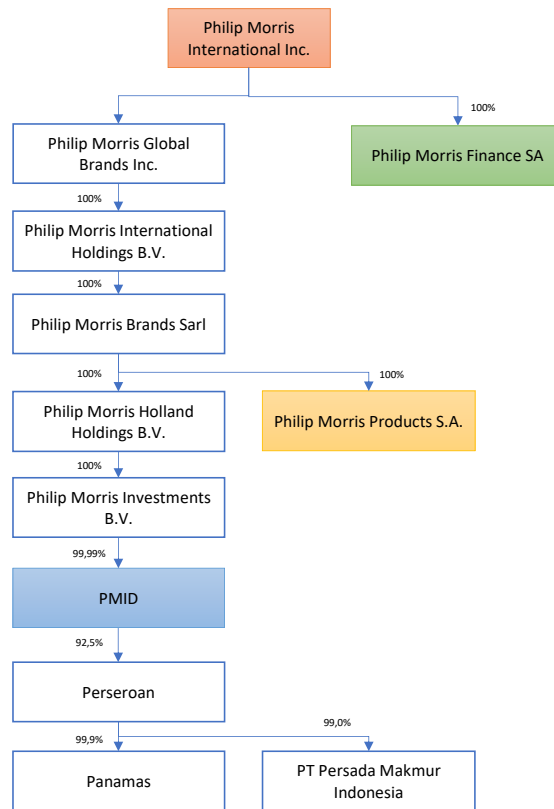 Philip Morris
International Inc.
100%
Philip Morris Global
Brands Inc.
Philip Morris Finance SA
100%
Philip Morris International
Holdings B.V.
100%
Philip Morris Brands Sarl
100%
100%
Philip Morris Holland
Holdings B.V.
Philip Morris Products S.A.
100%
Philip Morris Investments
B.V.
99,99%
PMID
92,5%
Perseroan
99,0%
99,9%
Panamas
PT Persada Makmur
Indonesia